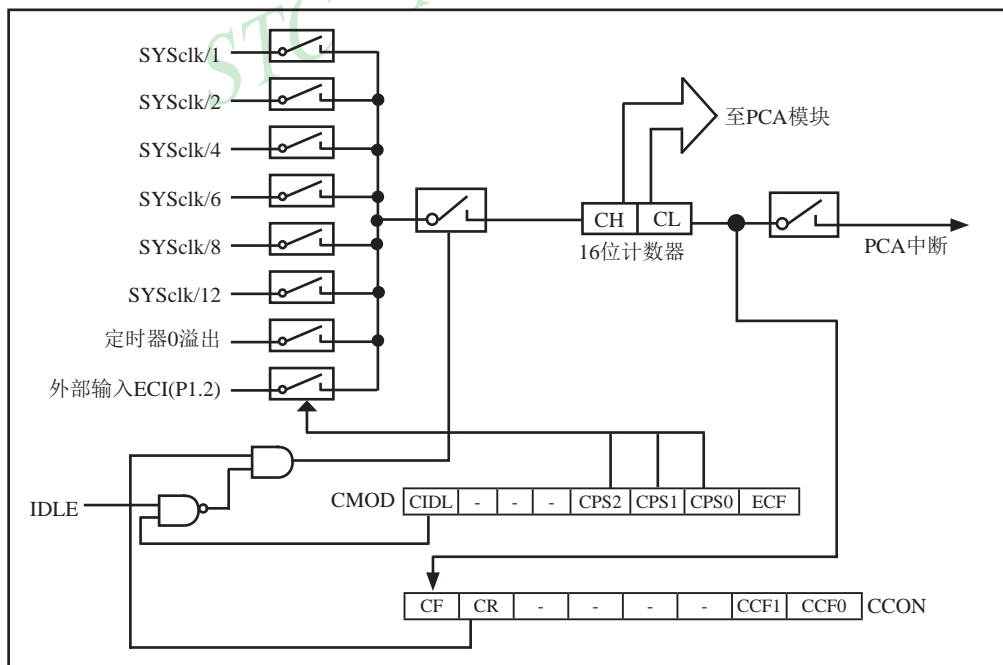 STC
SYSclk/1
SYSclk/2
SYSclk/4
SYSclk/6
SYSclk/8
SYSclk/12
定时器0溢出
外部输入ECI(P1.2)
至PCA模块
CH CL
16位计数器
PCA中断
IDLE
CMOD CIDL - - - CPS2 CPS1 CPS0 ECF
CF CR - - - - CCF1 CCF0 CCON